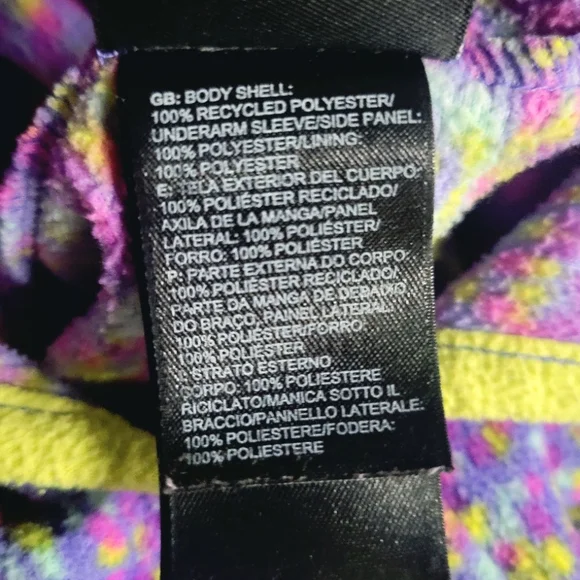 GB: BODY SHELL:
100% RECYCLED POLYESTER/
UNDERARM SLEEVE/SIDE PANEL:
100% POLYESTER/LINING:
100% POLYESTER
E: TELA EXTERIOR DEL CUERPO:
100% POLIÉSTER RECICLADO/
AXILA DE LA MANGA/PANEL
LATERAL: 100% POLIÉSTER/
FORRO: 100% POLIÉSTER
P: PARTE EXTERNA DO CORPO:
100% POLIÉSTER RECICLADO/
PARTE DA MANGA DE DEBAIXO
DO BRAÇO, PAINEL LATERAL:
100% POLIÉSTER/FORRO:
100% POLIÉSTER
STRATO ESTERNO
CORPO: 100% POLIESTERE
RICICLATO/MANICA SOTTO IL
BRACCIO/PANNELLO LATERALE:
100% POLIESTERE/FODERA:
100% POLIESTERE